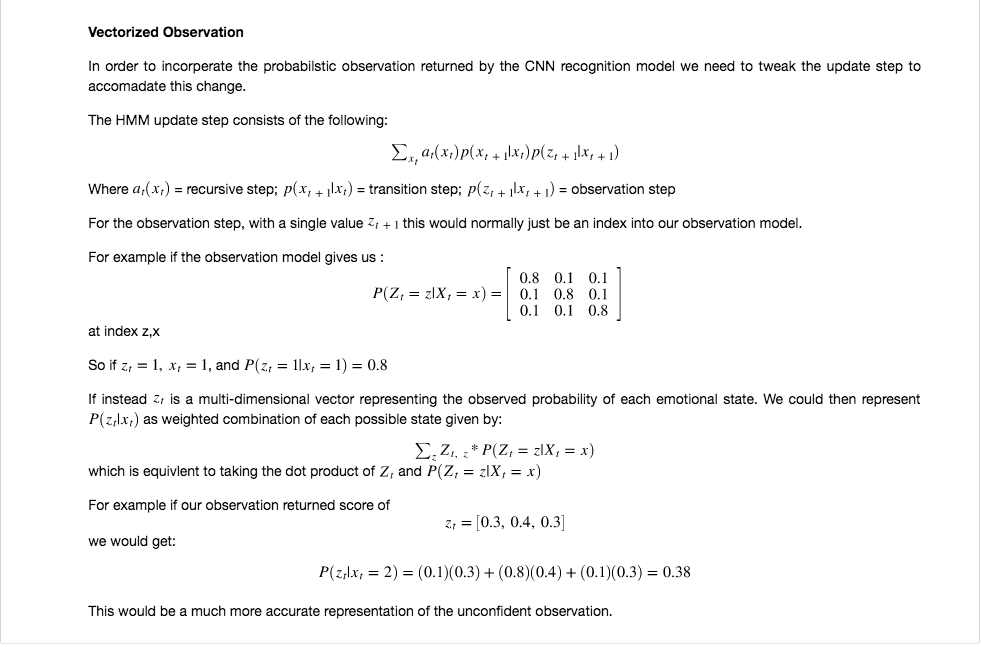 Vectorized Observation
In order to incorperate the probabilstic observation returned by the CNN recognition model we need to tweak the update step to
accomadate this change.
The HMM update step consists of the following:
∑_{x_t} a_t(x_t)p(x_{t+1}|x_t)p(z_{t+1}|x_{t+1})
Where a_t(x_t) = recursive step; p(x_{t+1}|x_t) = transition step; p(z_{t+1}|x_{t+1}) = observation step
For the observation step, with a single value z_{t+1} this would normally just be an index into our observation model.
For example if the observation model gives us :
0.8 0.1 0.1
P(Z_t = z|X_t = x) = 0.1 0.8 0.1
0.1 0.1 0.8
at index z,x
So if z_t = 1, x_t = 1, and P(z_t = 1|x_t = 1) = 0.8
If instead z_t is a multi-dimensional vector representing the observed probability of each emotional state. We could then represent
P(z_t|x_t) as weighted combination of each possible state given by:
∑_z Z_{t, z} * P(Z_t = z|X_t = x)
which is equivlent to taking the dot product of Z_t and P(Z_t = z|X_t = x)
For example if our observation returned score of
z_t = [0.3, 0.4, 0.3]
we would get:
P(z_t|x_t = 2) = (0.1)(0.3) + (0.8)(0.4) + (0.1)(0.3) = 0.38
This would be a much more accurate representation of the unconfident observation.